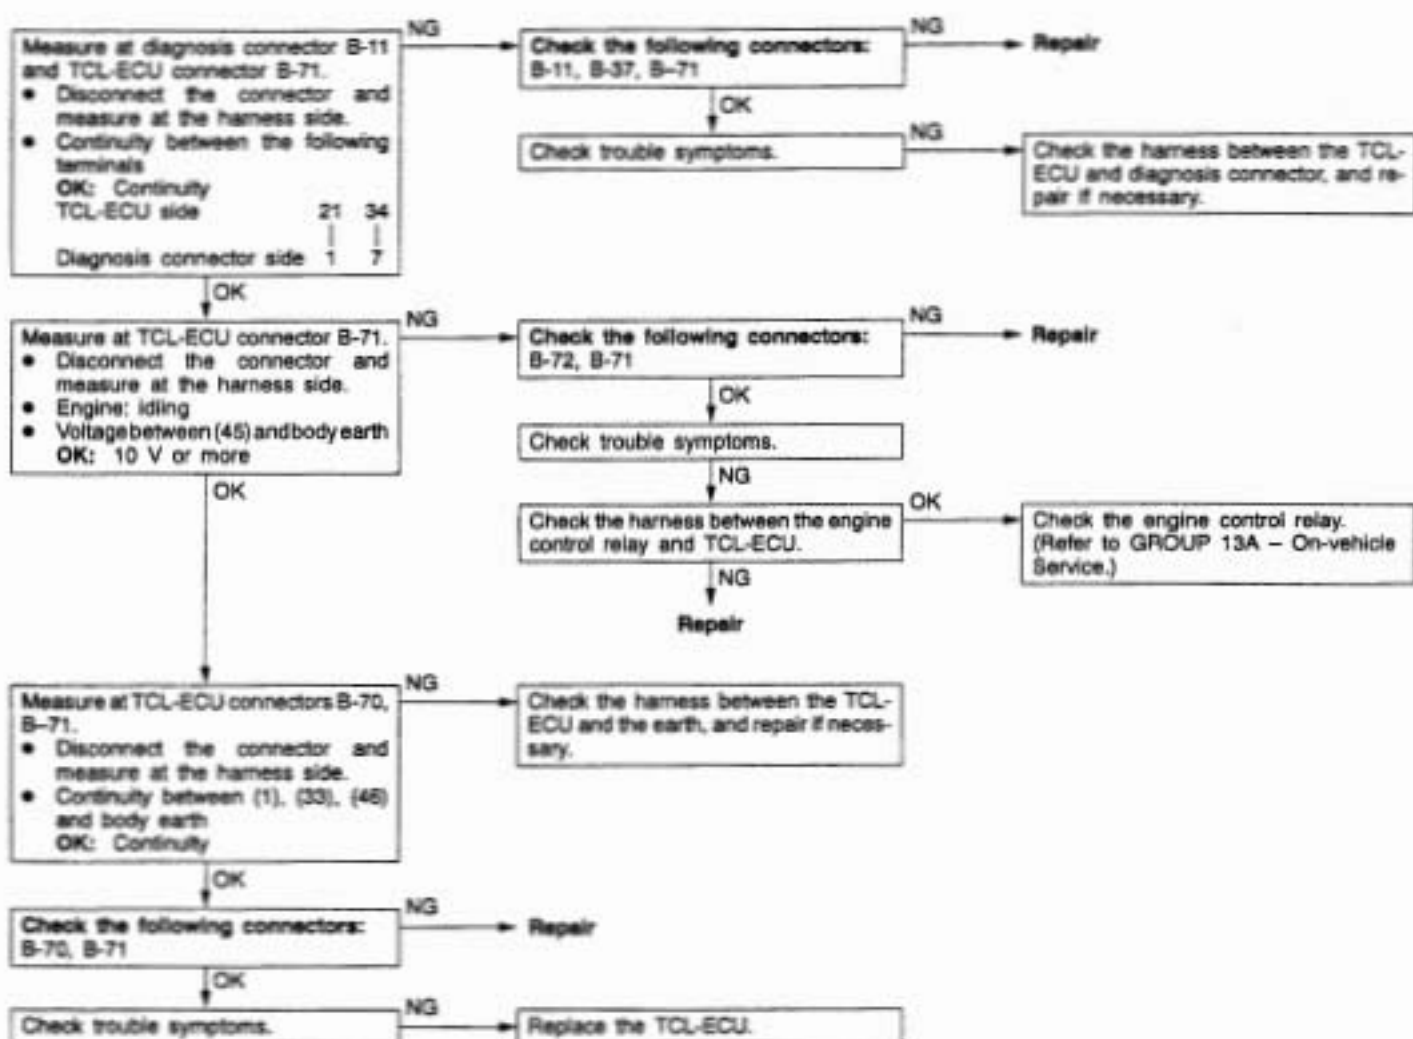 Measure at diagnosis connector B-11
and TCL-ECU connector B-71.
● Disconnect the connector and
measure at the harness side.
● Continuity between the following
terminals
OK: Continuity
TCL-ECU side 21 34
Diagnosis connector side 1 7
NG
Check the following connectors:
B-11, B-37, B–71
NG
Repair
OK
Check trouble symptoms.
NG
Check the harness between the TCL-
ECU and diagnosis connector, and re-
pair if necessary.
OK
Measure at TCL-ECU connector B-71.
● Disconnect the connector and
measure at the harness side.
● Engine: idling
● Voltage between (45) and body earth
OK: 10 V or more
NG
Check the following connectors:
B-72, B-71
NG
Repair
OK
Check trouble symptoms.
NG
Check the harness between the engine
control relay and TCL-ECU.
OK
Check the engine control relay.
(Refer to GROUP 13A – On-vehicle
Service.)
NG
Repair
OK
Measure at TCL-ECU connectors B-70,
B–71.
● Disconnect the connector and
measure at the harness side.
● Continuity between (1), (33), (46)
and body earth
OK: Continuity
NG
Check the harness between the TCL-
ECU and the earth, and repair if neces-
sary.
OK
Check the following connectors:
B-70, B-71
NG
Repair
OK
Check trouble symptoms.
NG
Replace the TCL-ECU.